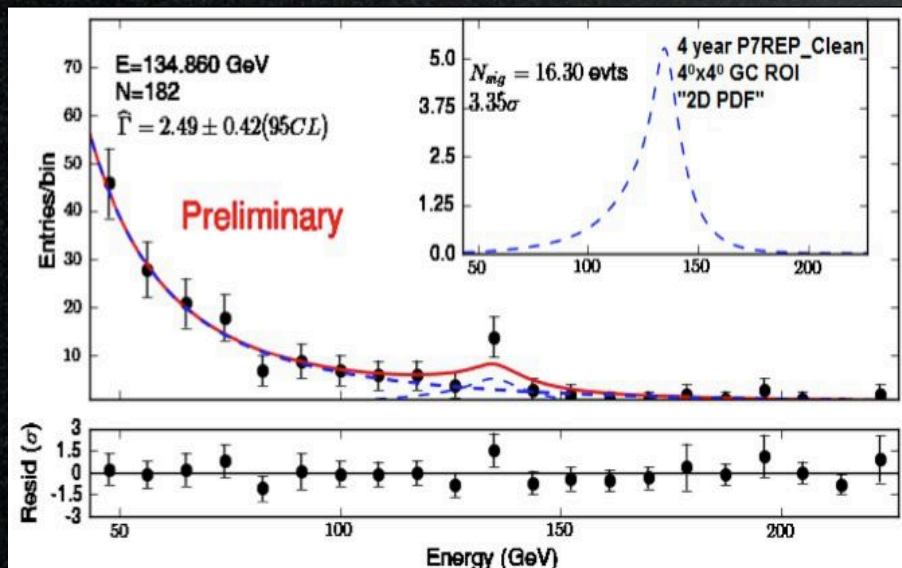 E=134.860 GeV
N=182
Γ̂ = 2.49 ± 0.42(95CL)
Preliminary
N_sig = 16.30 evts
3.35σ
4 year P7REP_Clean
4⁰x4⁰ GC ROI
"2D PDF"
5.0
3.75
2.5
1.25
0.0
50
100
150
200
Entries/bin
70
60
50
40
30
20
10
Resid (σ)
3
1.5
0
-1.5
-3
50
100
150
200
Energy (GeV)